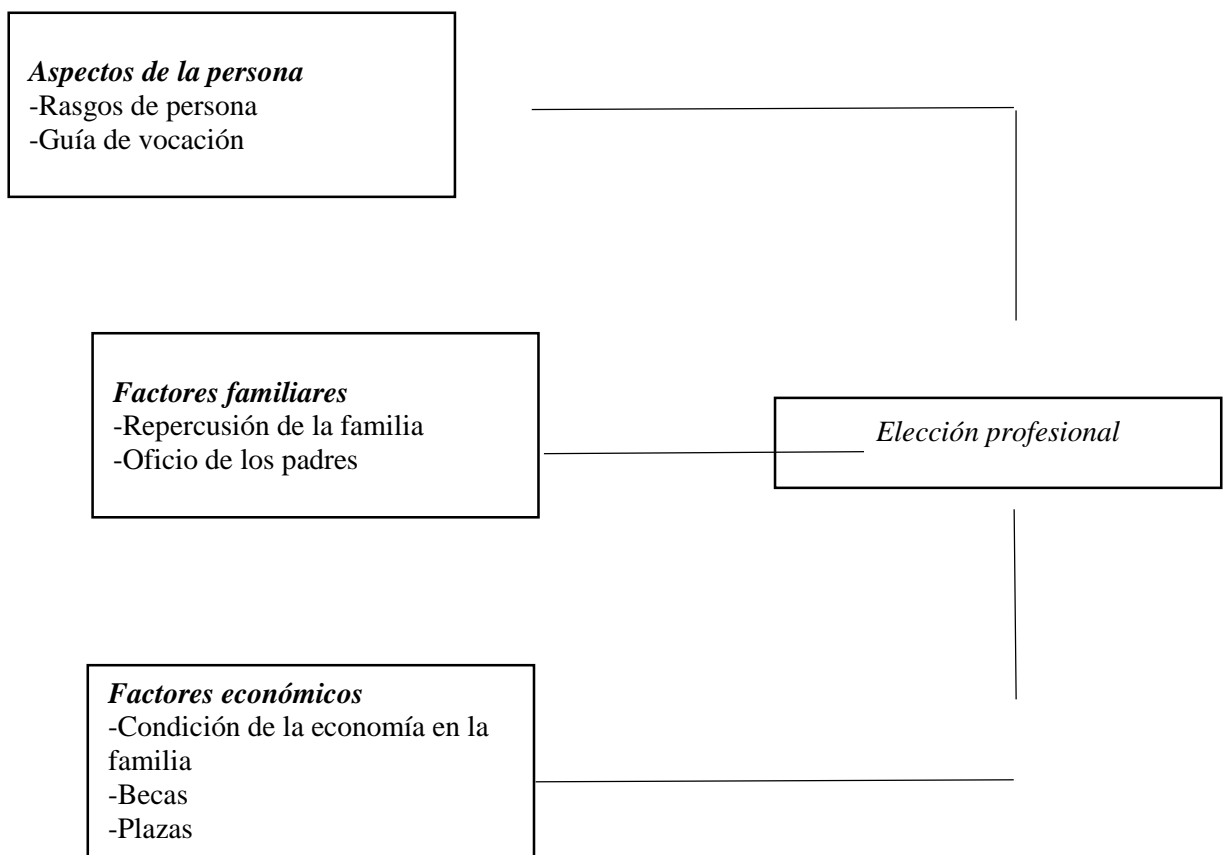 Aspectos de la persona
-Rasgos de persona
-Guía de vocación
Factores familiares
-Repercusión de la familia
-Oficio de los padres
Elección profesional
Factores económicos
-Condición de la economía en la
familia
-Becas
-Plazas